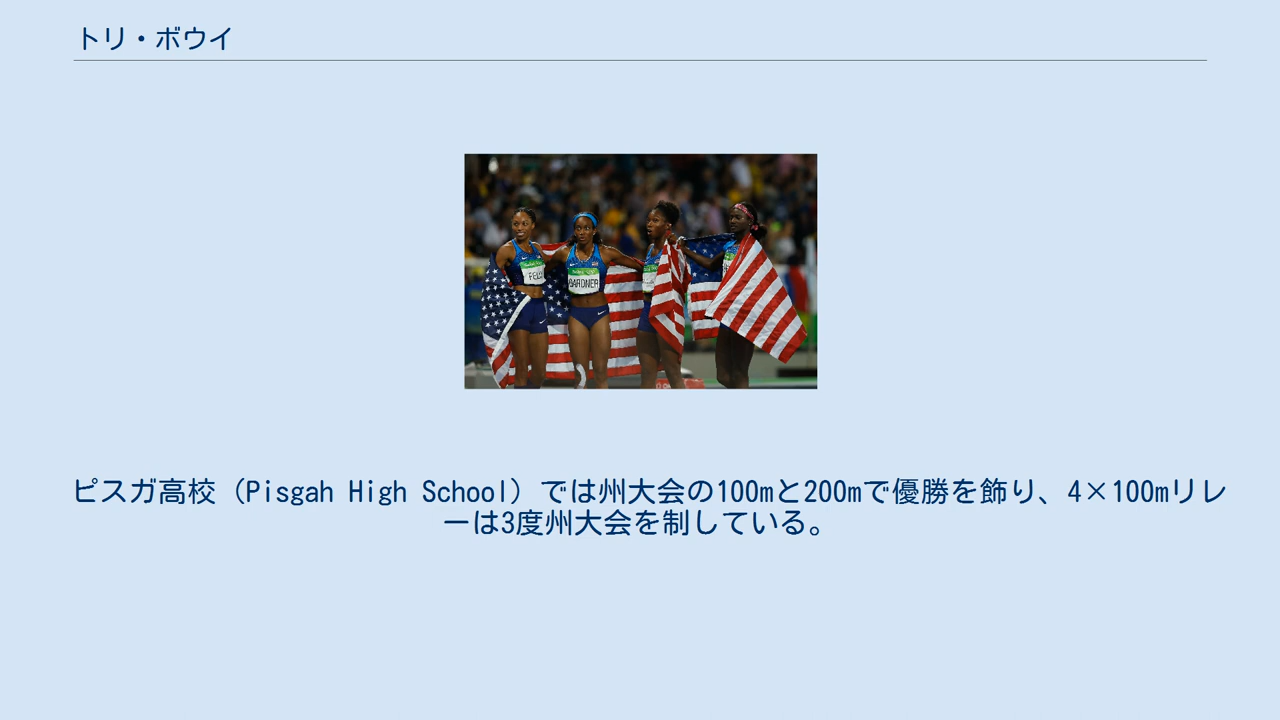 トリ・ボウイ
GARDNER
ピスガ高校（Pisgah High School）では州大会の100mと200mで優勝を飾り、4×100mリレ
ーは3度州大会を制している。